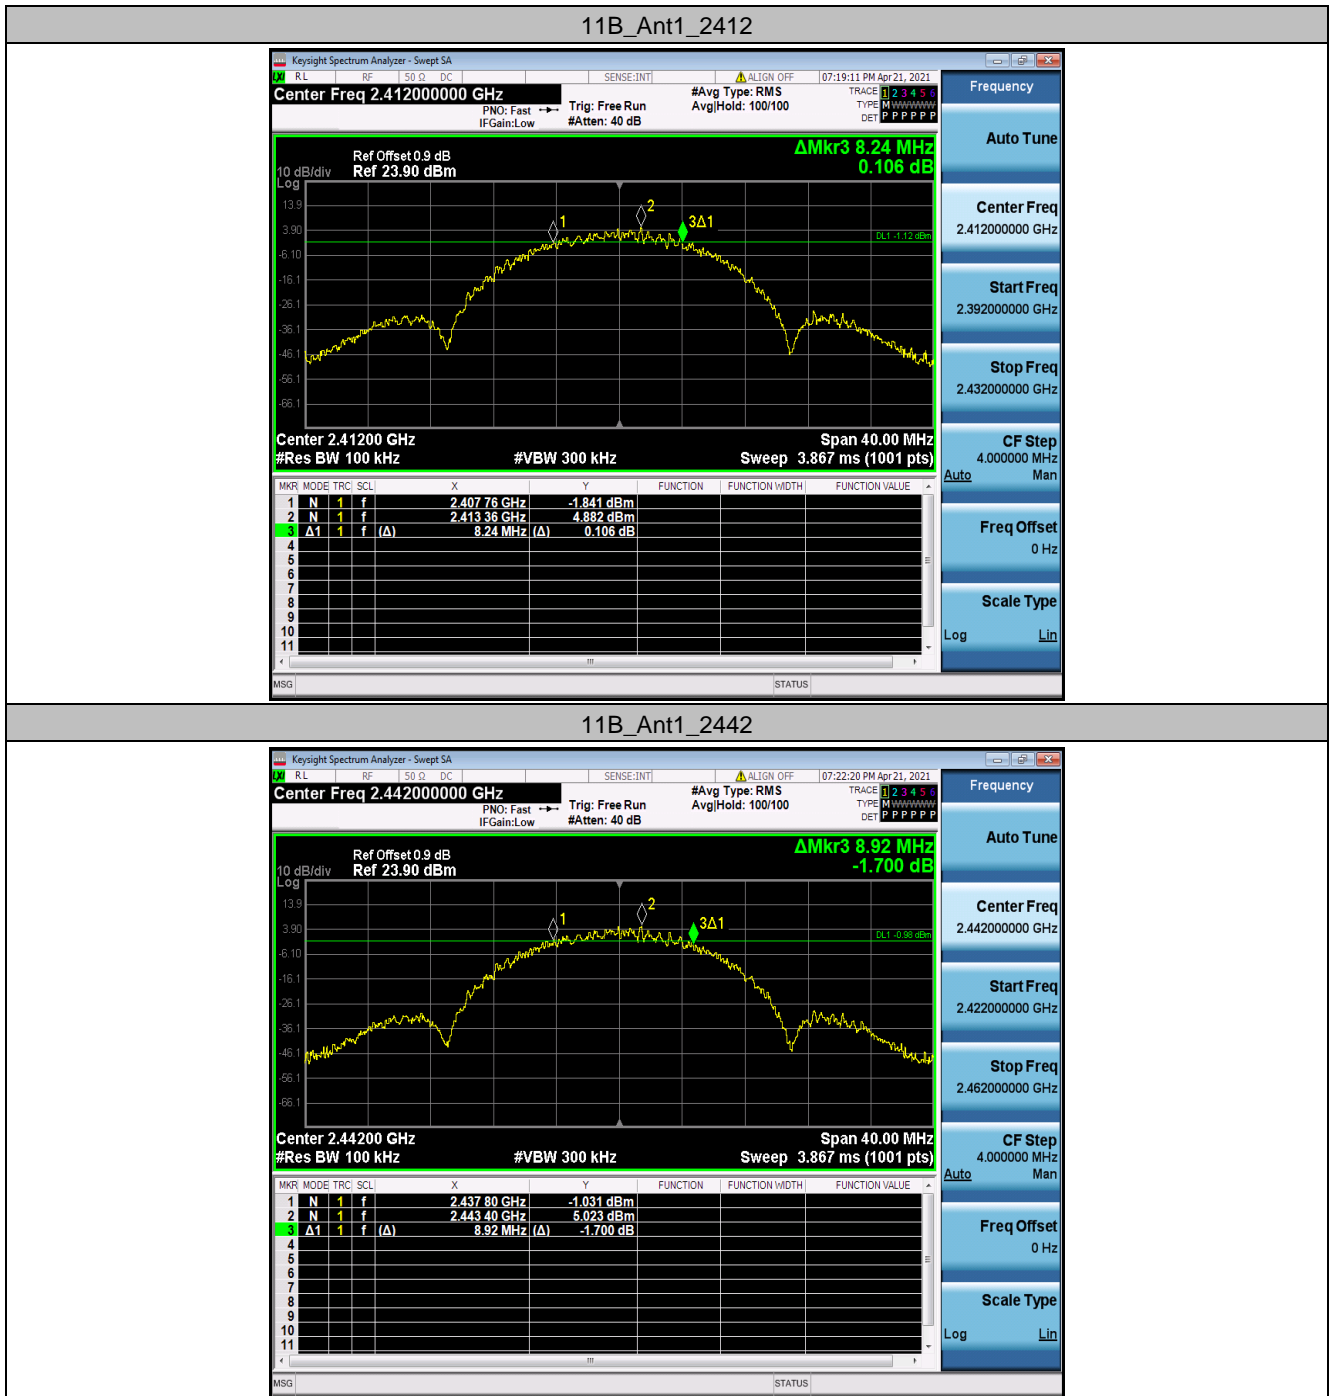 11B_Ant1_2412
Keysight Spectrum Analyzer - Swept SA
LXI RL RF 50 Ω DC SENSE:INT ALIGN OFF 07:19:11 PM Apr 21, 2021
Center Freq 2.412000000 GHz
PNO: Fast
IFGain:Low
Trig: Free Run
#Atten: 40 dB
#Avg Type: RMS
Avg|Hold: 100/100
TRACE 1 2 3 4 5 6
TYPE M W W W W W
DET P P P P P P
Frequency
Auto Tune
Center Freq
2.412000000 GHz
Start Freq
2.392000000 GHz
Stop Freq
2.432000000 GHz
CF Step
4.000000 MHz
Auto Man
Freq Offset
0 Hz
Scale Type
Log Lin
ΔMkr3 8.24 MHz
0.106 dB
Ref Offset 0.9 dB
10 dB/div Ref 23.90 dBm
Log
13.9
3.90
-6.10
-16.1
-26.1
-36.1
-46.1
-56.1
-66.1
1
2
3Δ1
DL1 -1.12 dBm
Center 2.41200 GHz Span 40.00 MHz
#Res BW 100 kHz #VBW 300 kHz Sweep 3.867 ms (1001 pts)
MKR MODE TRC SCL X Y FUNCTION FUNCTION WIDTH FUNCTION VALUE
1 N 1 f 2.407 76 GHz -1.841 dBm
2 N 1 f 2.413 36 GHz 4.882 dBm
3 Δ1 1 f (Δ) 8.24 MHz (Δ) 0.106 dB
4
5
6
7
8
9
10
11
MSG STATUS
11B_Ant1_2442
Keysight Spectrum Analyzer - Swept SA
LXI RL RF 50 Ω DC SENSE:INT ALIGN OFF 07:22:20 PM Apr 21, 2021
Center Freq 2.442000000 GHz
PNO: Fast
IFGain:Low
Trig: Free Run
#Atten: 40 dB
#Avg Type: RMS
Avg|Hold: 100/100
TRACE 1 2 3 4 5 6
TYPE M W W W W W
DET P P P P P P
Frequency
Auto Tune
Center Freq
2.442000000 GHz
Start Freq
2.422000000 GHz
Stop Freq
2.462000000 GHz
CF Step
4.000000 MHz
Auto Man
Freq Offset
0 Hz
Scale Type
Log Lin
ΔMkr3 8.92 MHz
-1.700 dB
Ref Offset 0.9 dB
10 dB/div Ref 23.90 dBm
Log
13.9
3.90
-6.10
-16.1
-26.1
-36.1
-46.1
-56.1
-66.1
1
2
3Δ1
DL1 -0.98 dBm
Center 2.44200 GHz Span 40.00 MHz
#Res BW 100 kHz #VBW 300 kHz Sweep 3.867 ms (1001 pts)
MKR MODE TRC SCL X Y FUNCTION FUNCTION WIDTH FUNCTION VALUE
1 N 1 f 2.437 80 GHz -1.031 dBm
2 N 1 f 2.443 40 GHz 5.023 dBm
3 Δ1 1 f (Δ) 8.92 MHz (Δ) -1.700 dB
4
5
6
7
8
9
10
11
MSG STATUS